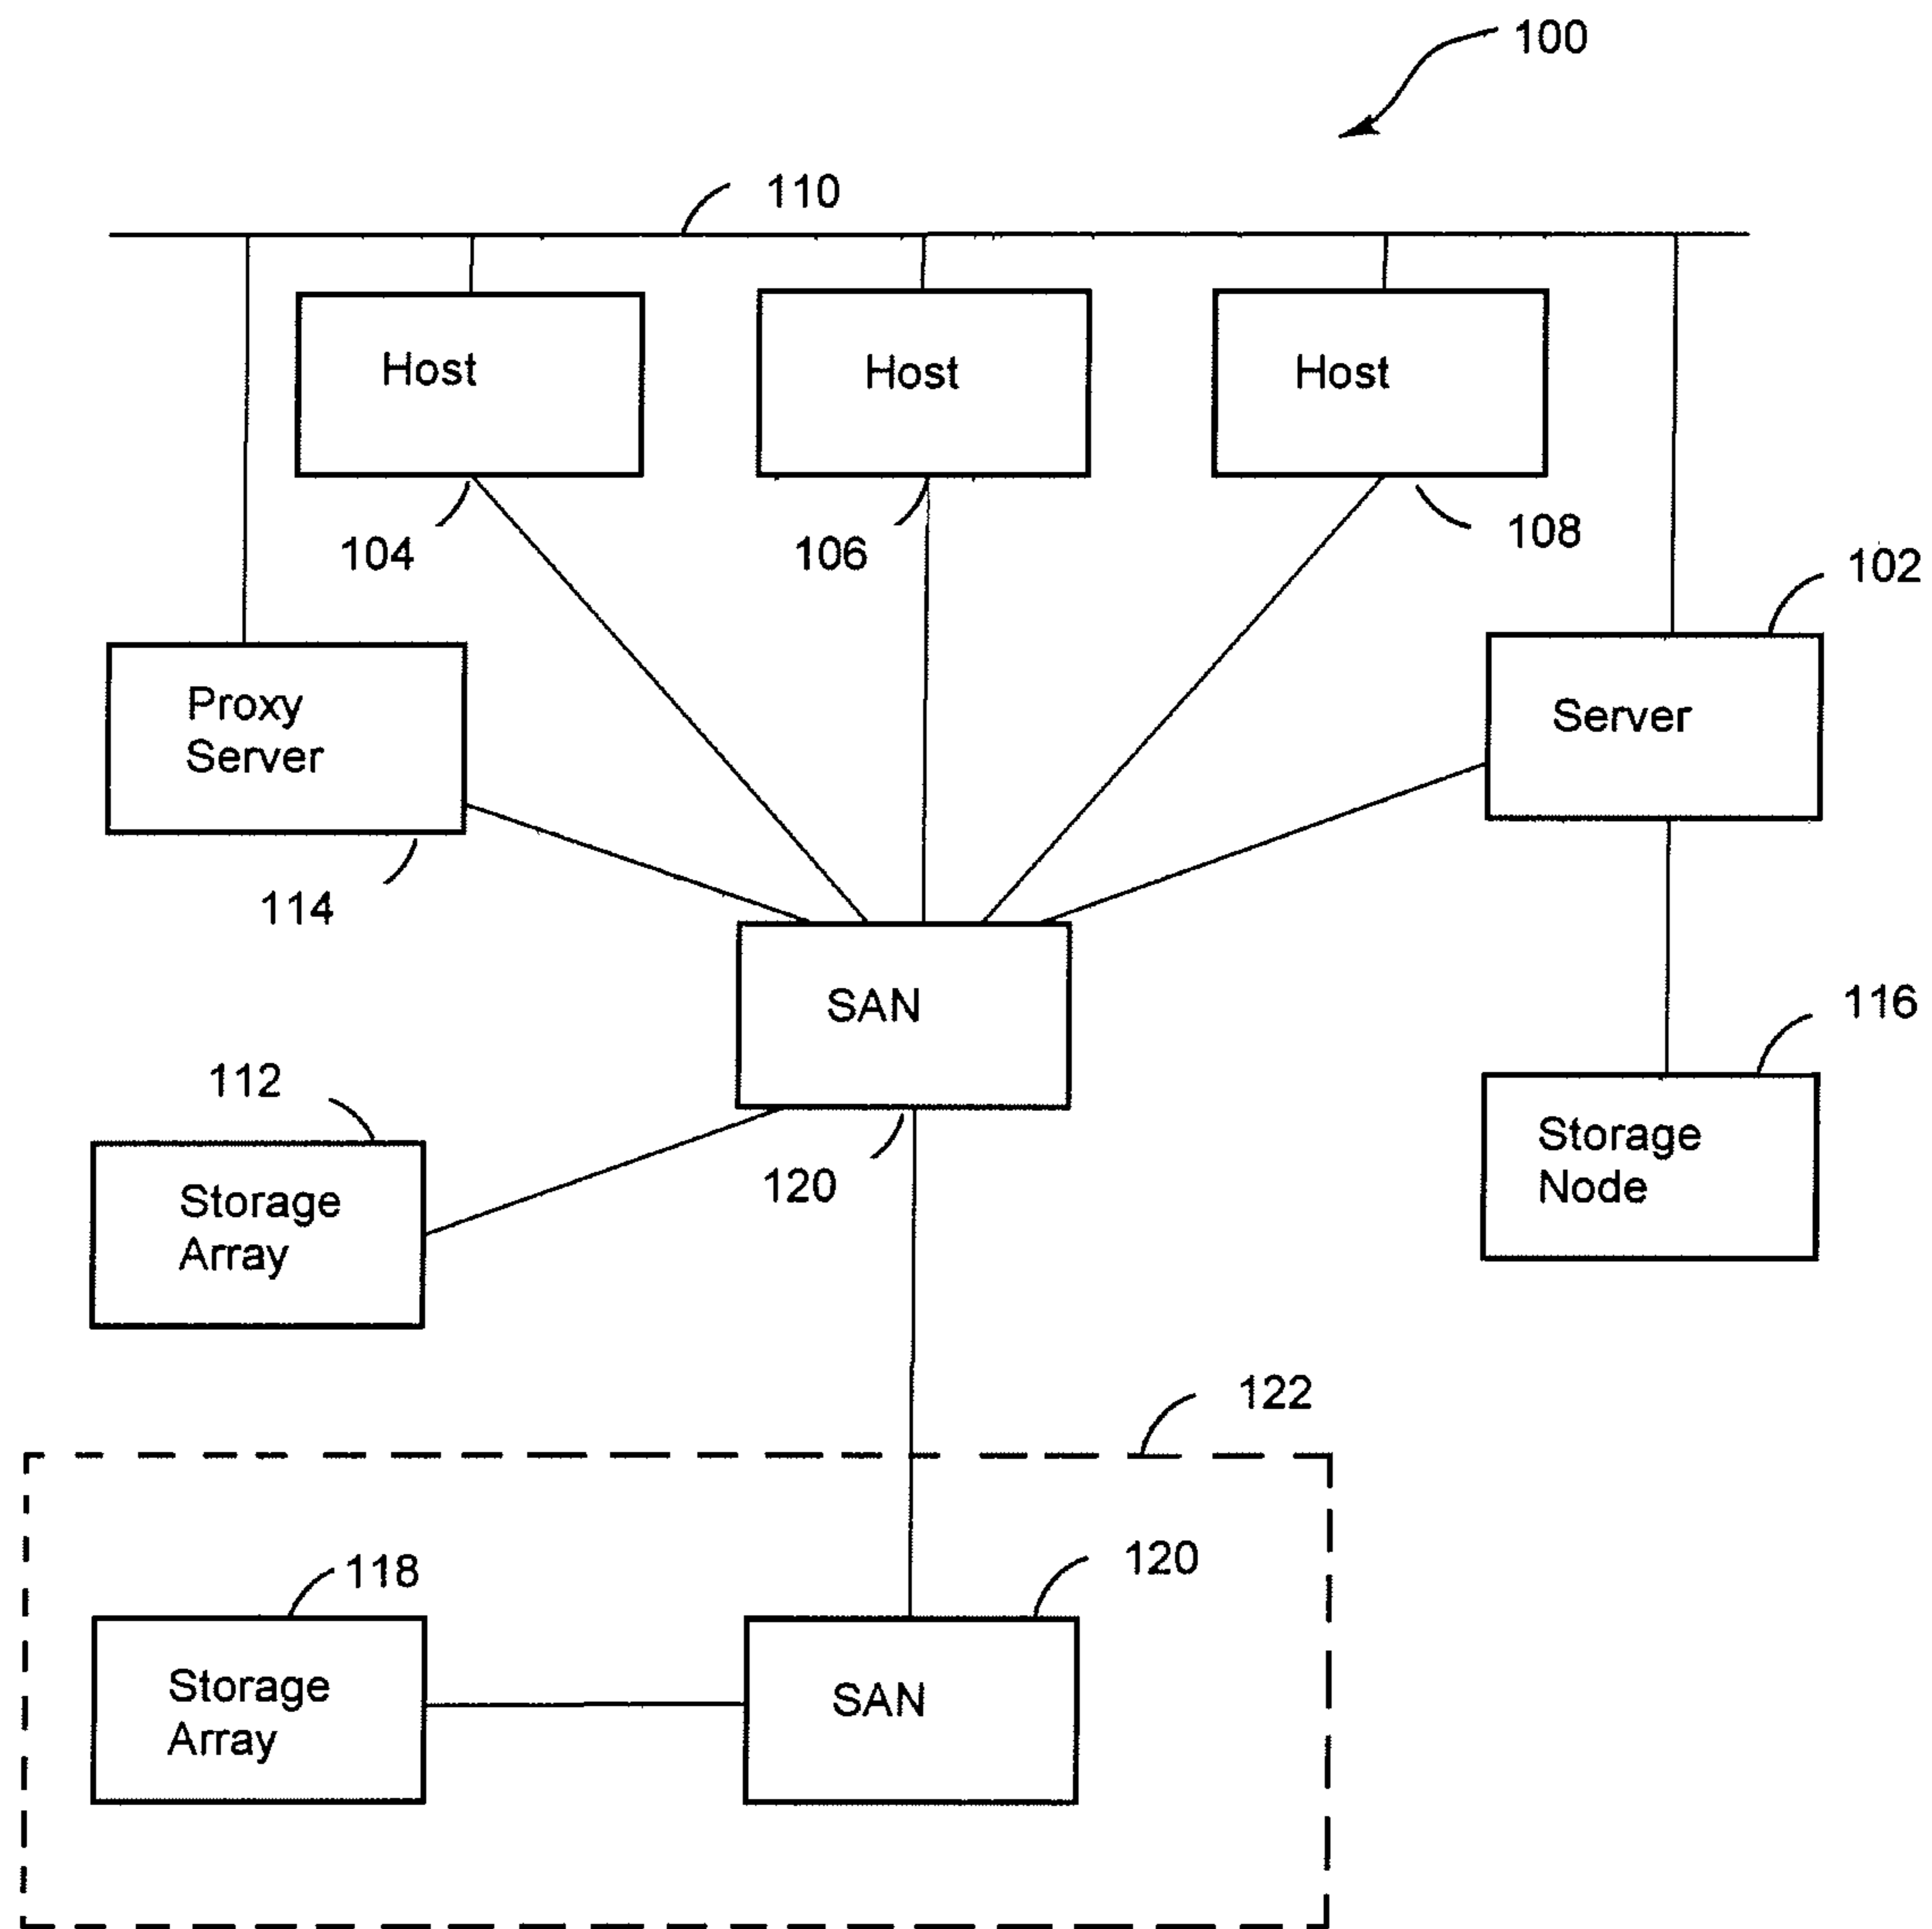 100
110
Host
Host
Host
104
106
108
102
Proxy
Server
Server
114
SAN
116
112
Storage
Node
120
Storage
Array
122
118
120
Storage
Array
SAN